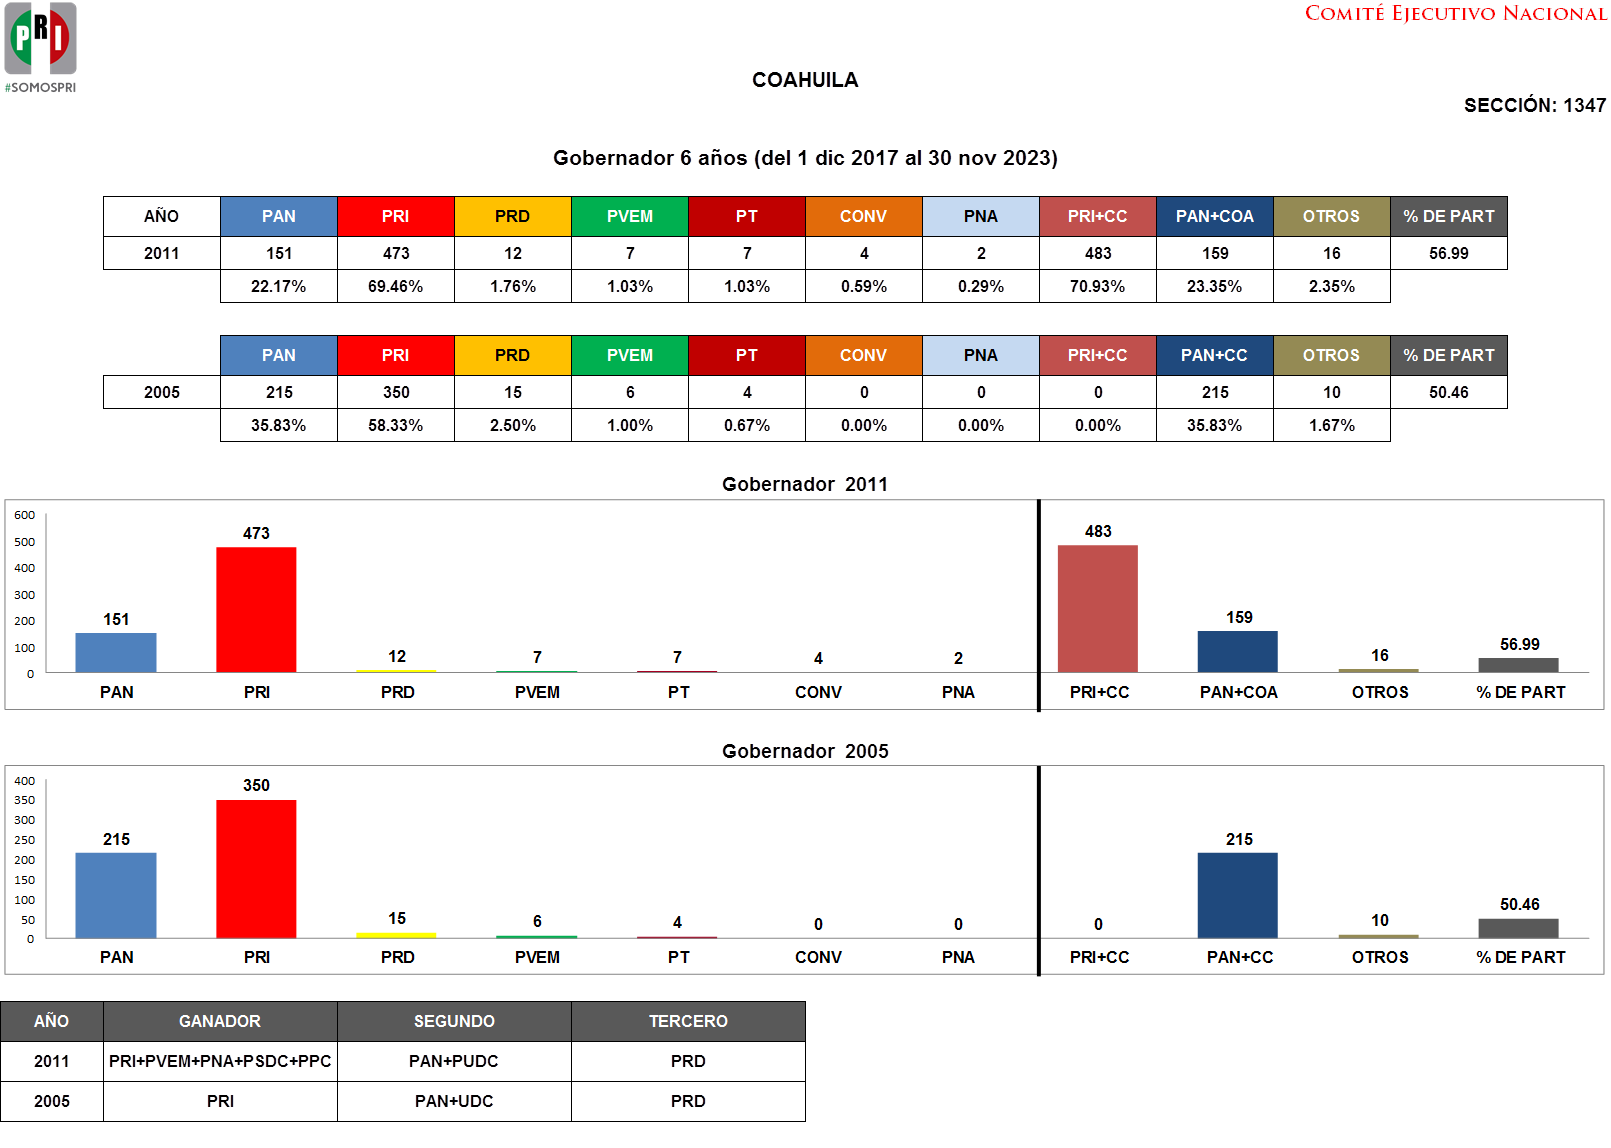 PRI
#SOMOSPRI
COMITÉ EJECUTIVO NACIONAL
COAHUILA
SECCIÓN: 1347
Gobernador 6 años (del 1 dic 2017 al 30 nov 2023)
AÑO PAN PRI PRD PVEM PT CONV PNA PRI+CC PAN+COA OTROS % DE PART
2011 151 473 12 7 7 4 2 483 159 16 56.99
22.17% 69.46% 1.76% 1.03% 1.03% 0.59% 0.29% 70.93% 23.35% 2.35%
PAN PRI PRD PVEM PT CONV PNA PRI+CC PAN+CC OTROS % DE PART
2005 215 350 15 6 4 0 0 0 215 10 50.46
35.83% 58.33% 2.50% 1.00% 0.67% 0.00% 0.00% 0.00% 35.83% 1.67%
Gobernador 2011
600
500
400
300
200
100
0
151 473 12 7 7 4 2 483 159 16 56.99
PAN PRI PRD PVEM PT CONV PNA PRI+CC PAN+COA OTROS % DE PART
Gobernador 2005
400
350
300
250
200
150
100
50
0
215 350 15 6 4 0 0 0 215 10 50.46
PAN PRI PRD PVEM PT CONV PNA PRI+CC PAN+CC OTROS % DE PART
AÑO GANADOR SEGUNDO TERCERO
2011 PRI+PVEM+PNA+PSDC+PPC PAN+PUDC PRD
2005 PRI PAN+UDC PRD